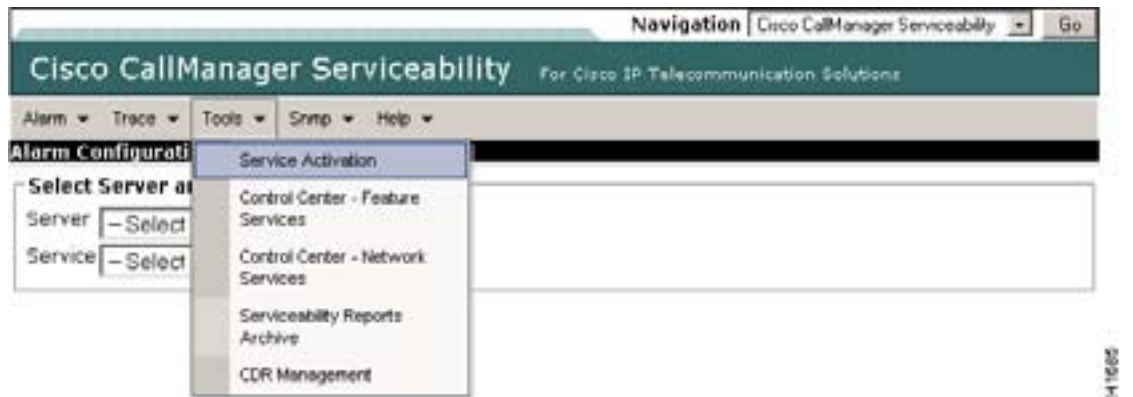 Navigation Cisco CallManager Serviceability Go
Cisco CallManager Serviceability For Cisco IP Telecommunication Solutions
Alarm Trace Tools Snmp Help
Alarm Configurati
Service Activation
Select Server a
Control Center - Feature
Services
Server -- Select
Service -- Select
Control Center - Network
Services
Serviceability Reports
Archive
CDR Management